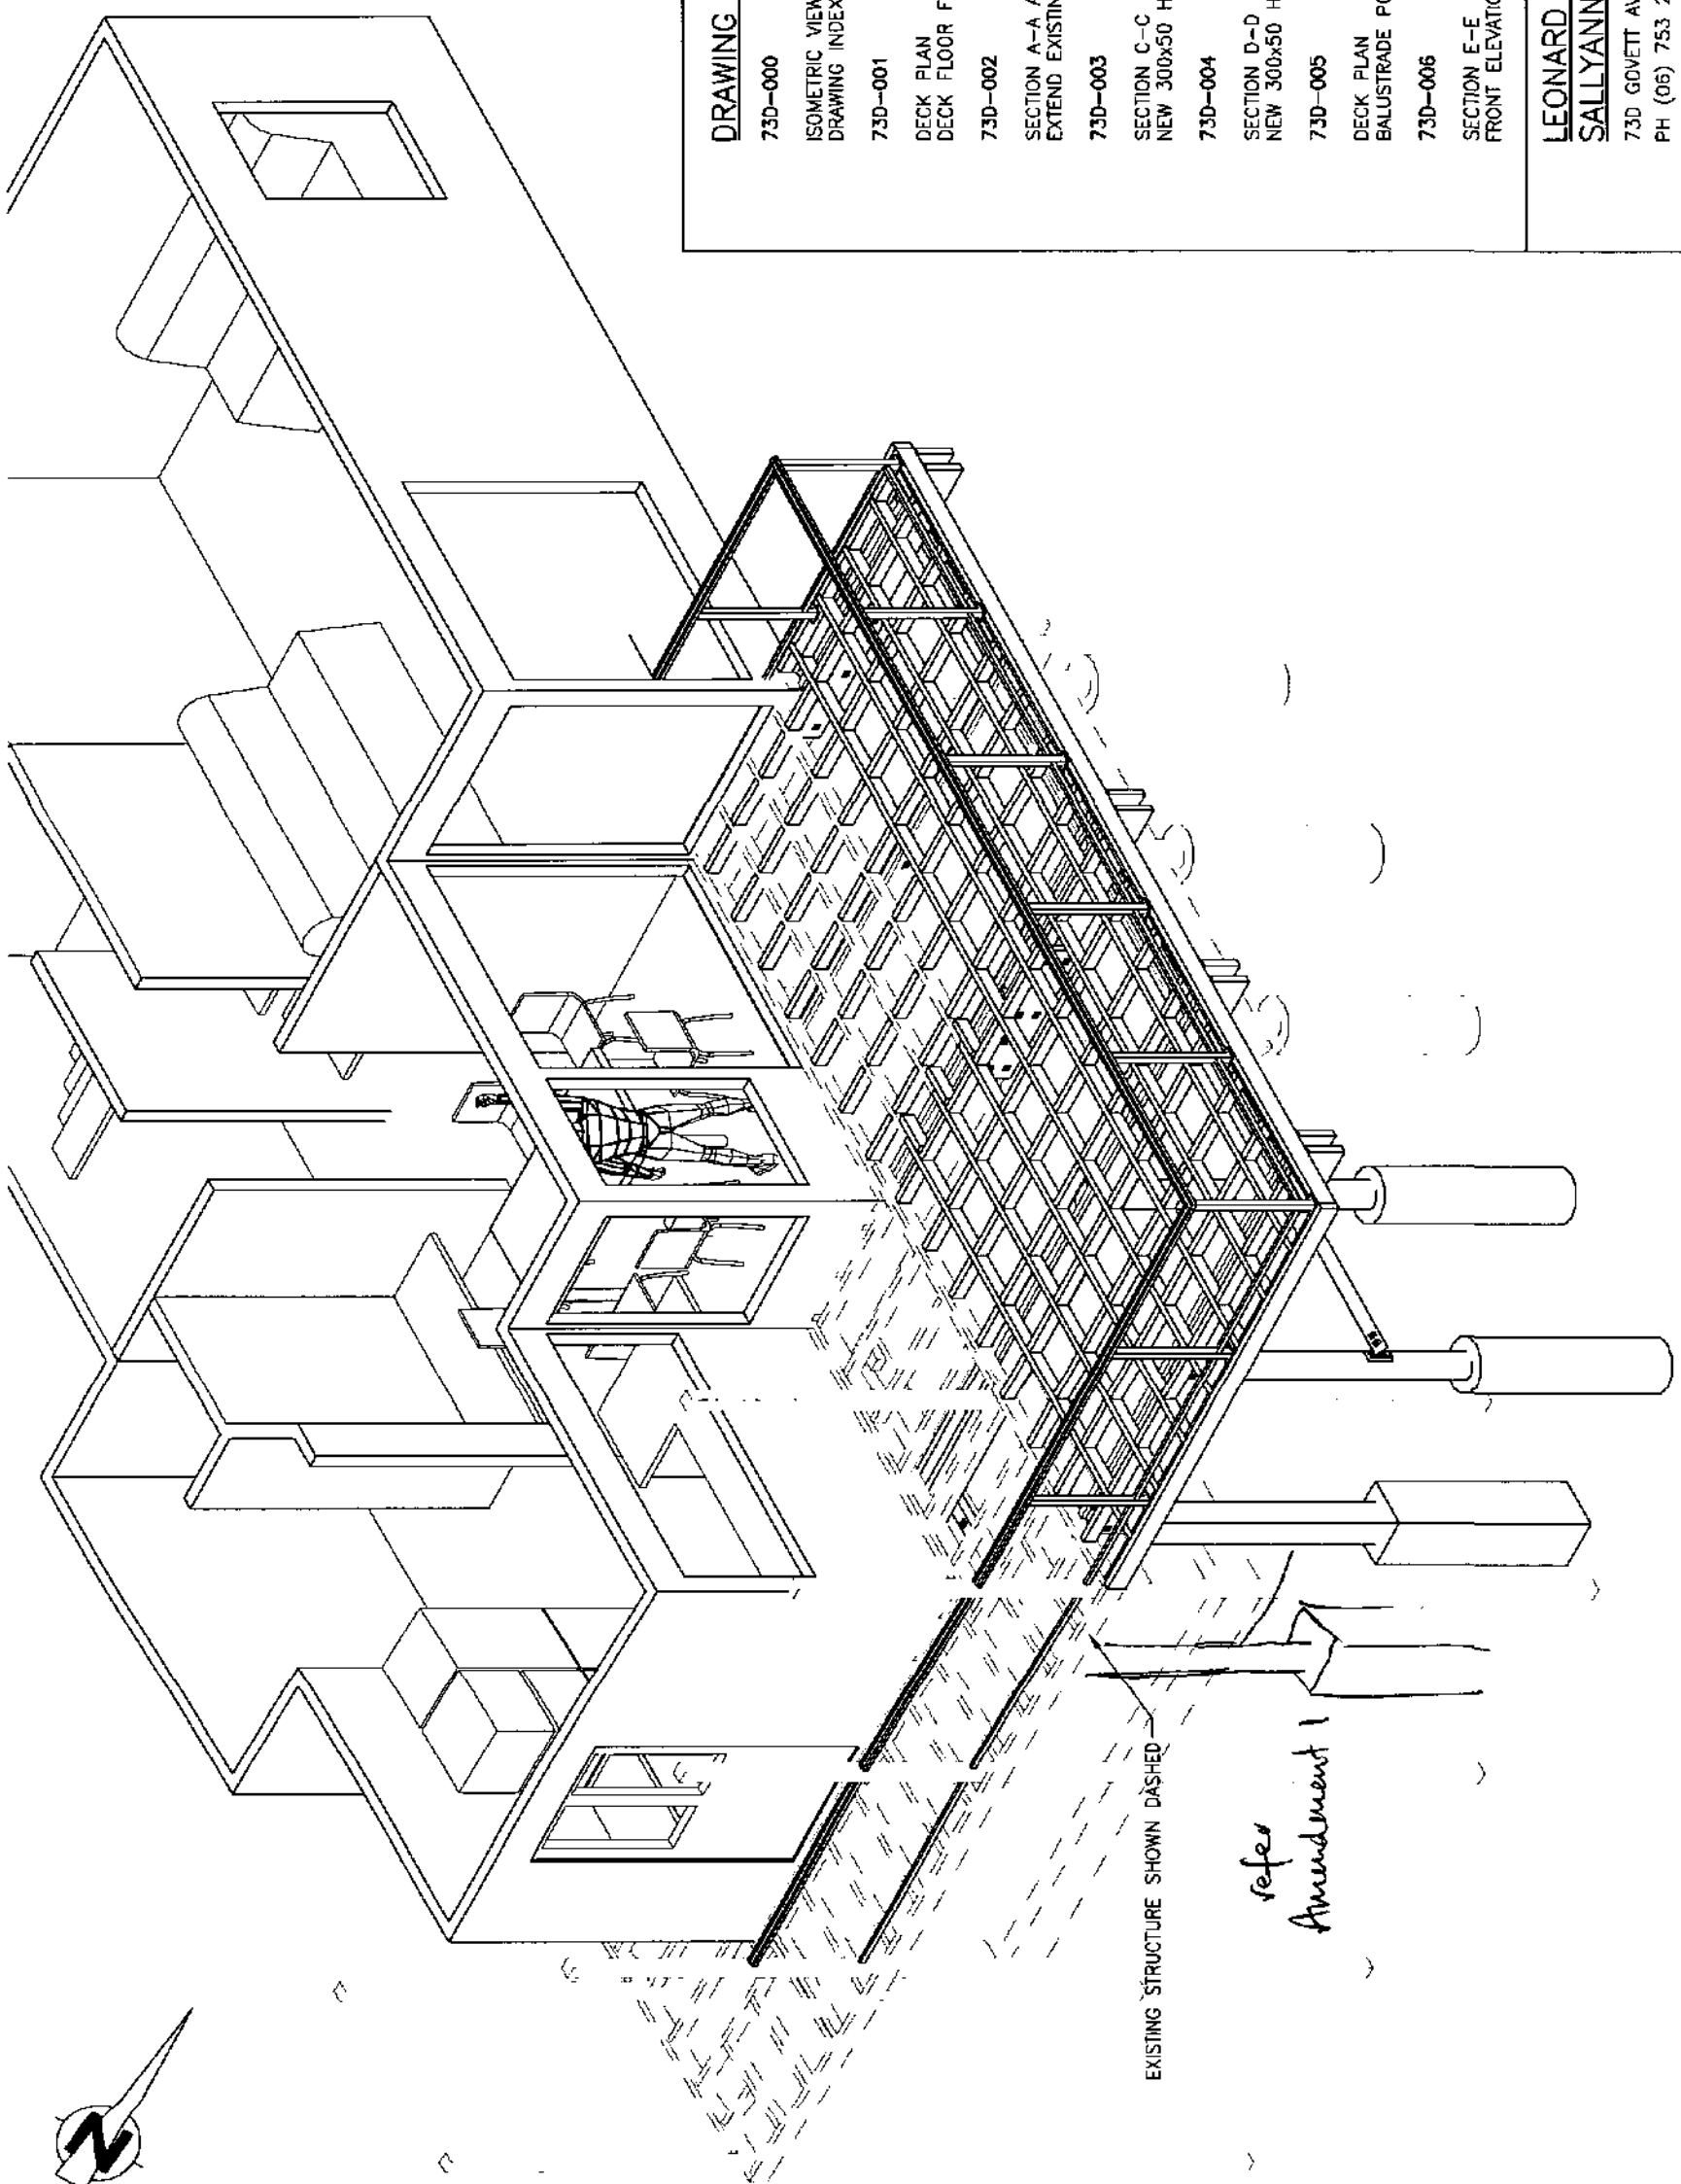 DRAWING
73D-000
ISOMETRIC VIEW
DRAWING INDEX
73D-001
DECK PLAN
DECK FLOOR F
73D-002
SECTION A-A A
EXTEND EXISTIN
73D-003
SECTION C-C
NEW 300x50 H
73D-004
SECTION D-D
NEW 300x50 H
73D-005
DECK PLAN
BALUSTRADE PO
73D-006
SECTION E-E
FRONT ELEVATIO
LEONARD
SALLYANN
73D GOVETT AV
PH (06) 753 2
EXISTING STRUCTURE SHOWN DASHED
refer
Amendment 1
N